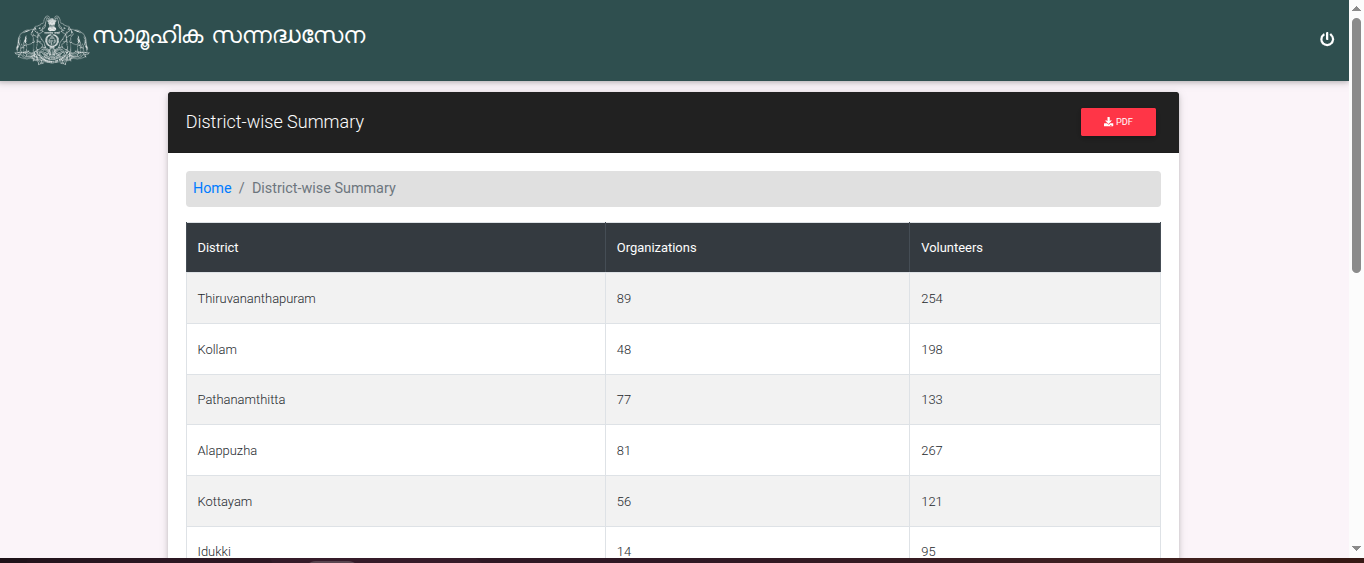 സാമൂഹിക സന്നദ്ധസേന
District-wise Summary
PDF
Home / District-wise Summary
District Organizations Volunteers
Thiruvananthapuram 89 254
Kollam 48 198
Pathanamthitta 77 133
Alappuzha 81 267
Kottayam 56 121
Idukki 14 95